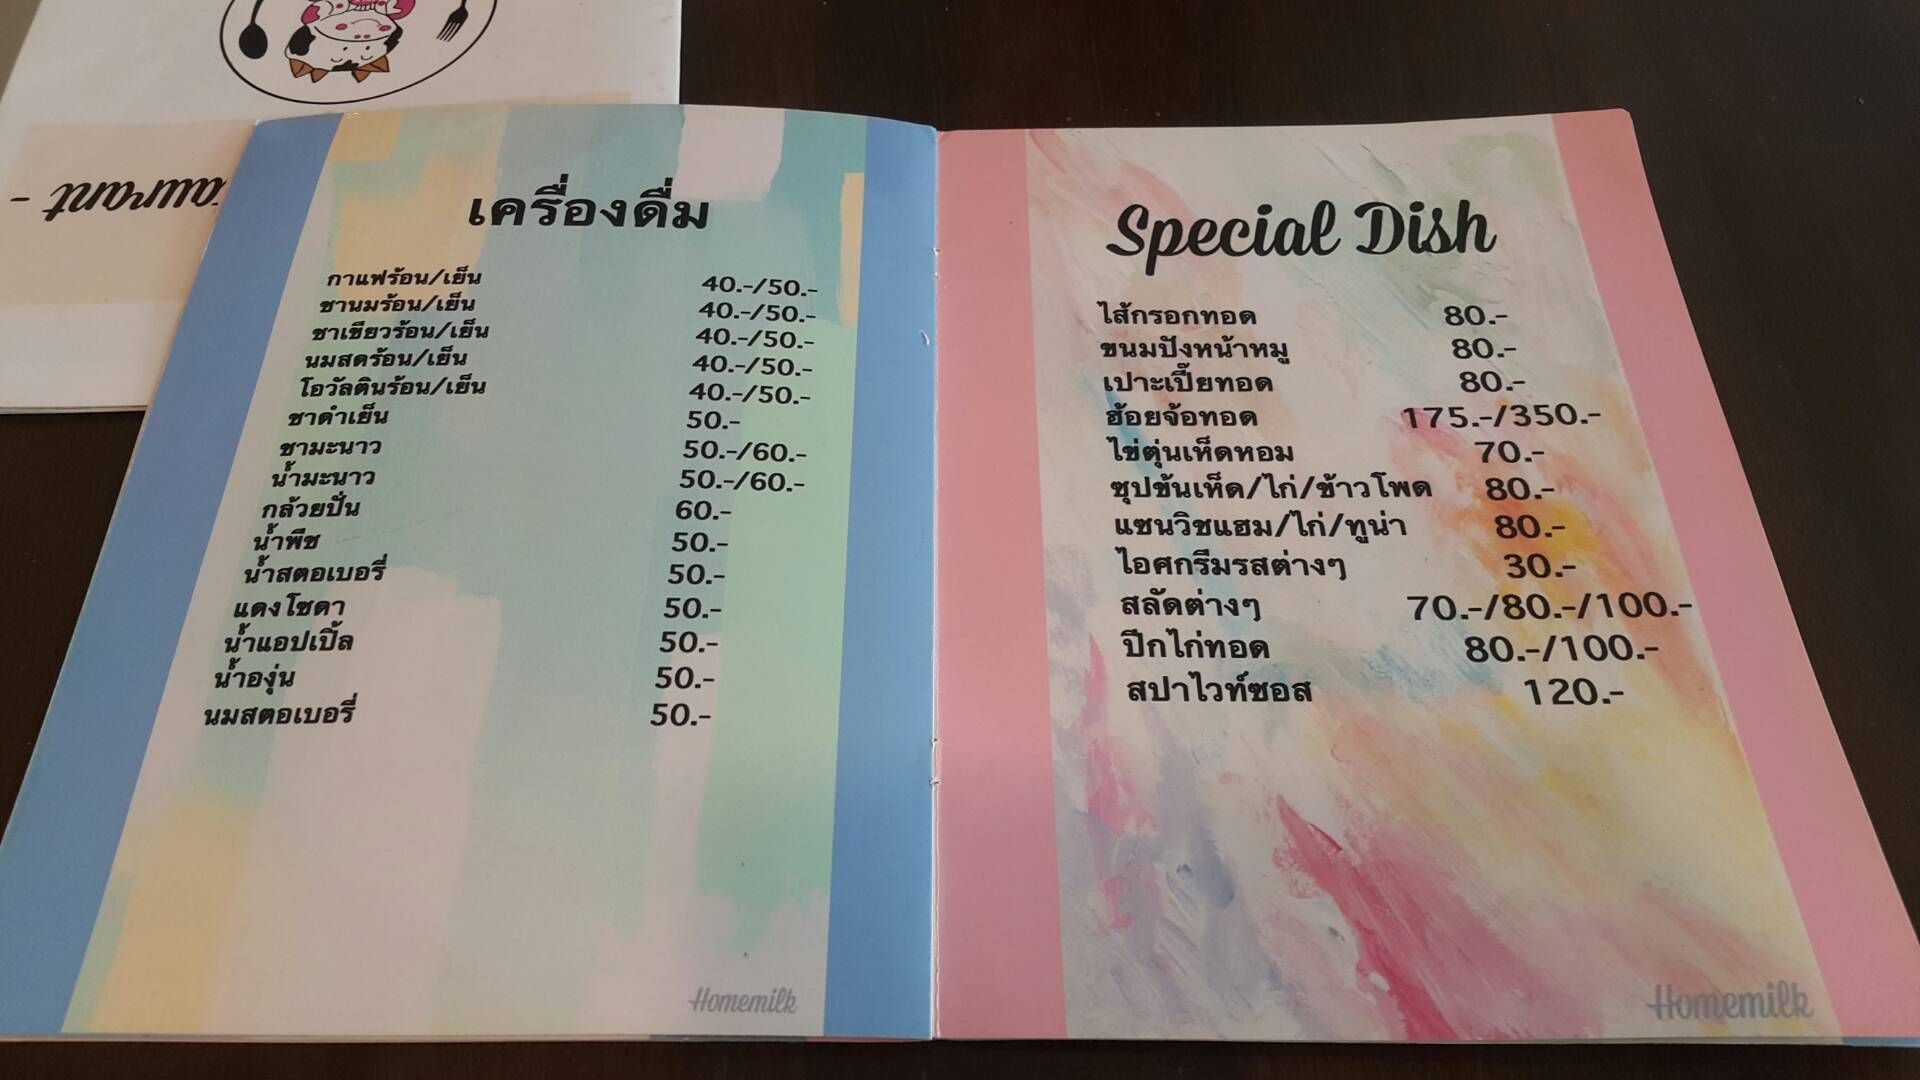 aurant -
เครื่องดื่ม
กาแฟร้อน/เย็น 40.-/50.-
ชานมร้อน/เย็น 40.-/50.-
ชาเขียวร้อน/เย็น 40.-/50.-
นมสดร้อน/เย็น 40.-/50.-
โอวัลตินร้อน/เย็น 40.-/50.-
ชาดำเย็น 50.-
ชามะนาว 50.-/60.-
น้ำมะนาว 50.-/60.-
กล้วยปั่น 60.-
น้ำพีช 50.-
น้ำสตอเบอรี่ 50.-
แดงโซดา 50.-
น้ำแอปเปิ้ล 50.-
น้ำองุ่น 50.-
นมสตอเบอรี่ 50.-
Homemilk
Special Dish
ไส้กรอกทอด 80.-
ขนมปังหน้าหมู 80.-
เปาะเปี๊ยทอด 80.-
ฮ้อยจ้อทอด 175.-/350.-
ไข่ตุ่นเห็ดหอม 70.-
ซุปข้นเห็ด/ไก่/ข้าวโพด 80.-
แซนวิชแฮม/ไก่/ทูน่า 80.-
ไอศกรีมรสต่างๆ 30.-
สลัดต่างๆ 70.-/80.-/100.-
ปีกไก่ทอด 80.-/100.-
สปาไวท์ซอส 120.-
Homemilk